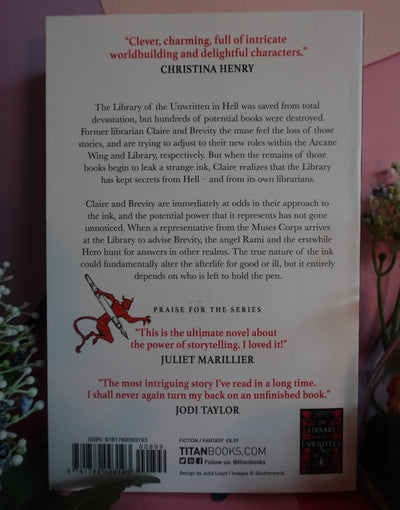 “Clever, charming, full of intricate
worldbuilding and delightful characters.”
CHRISTINA HENRY
The Library of the Unwritten in Hell was saved from total
devastation, but hundreds of potential books were destroyed.
Former librarian Claire and Brevity the muse feel the loss of those
stories, and are trying to adjust to their new roles within the Arcane
Wing and Library, respectively. But when the remains of those
books begin to leak a strange ink, Claire realizes that the Library
has kept secrets from Hell – and from its own librarians.
Claire and Brevity are immediately at odds in their approach to
the ink, and the potential power that it represents has not gone
unnoticed. When a representative from the Muses Corps arrives
at the Library to advise Brevity, the angel Rami and the erstwhile
Hero hunt for answers in other realms. The true nature of the
ink could fundamentally alter the afterlife for good or ill, but it entirely
depends on who is left to hold the pen.
PRAISE FOR THE SERIES
“This is the ultimate novel about
the power of storytelling. I loved it!”
JULIET MARILLIER
“The most intriguing story I’ve read in a long time.
I shall never again turn my back on an unfinished book.”
JODI TAYLOR
ISBN: 9781789093193
00899
9 781789 093193
FICTION / FANTASY £8.99
TITANBOOKS.COM
Follow us: @titanbooks
Design by Julia Lloyd / Images © Shutterstock
THE
LIBRARY
OF THE
UNWRITTEN